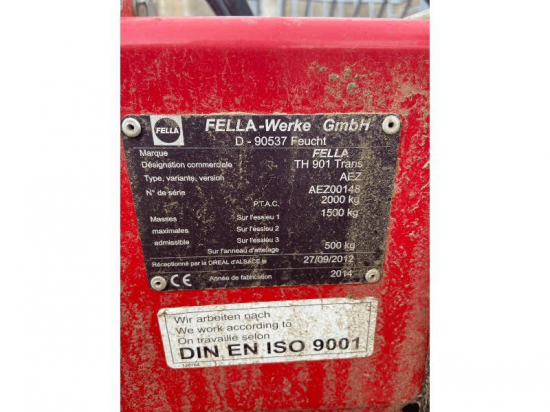 FELLA
FELLA-Werke GmbH
D - 90537 Feucht
Marque FELLA
Désignation commerciale TH 901 Trans
Type, variante, version AEZ
N° de série AEZ00148
P.T.A.C. 2000 kg
Masses Sur l'essieu 1 1500 kg
maximales Sur l'essieu 2
admissible Sur l'essieu 3
Sur l'anneau d'attelage 500 kg
Réceptionné par la DREAL d'ALSACE le 27/09/2012
CE Année de fabrication 2014
Wir arbeiten nach
We work according to
On travaille selon
DIN EN ISO 9001